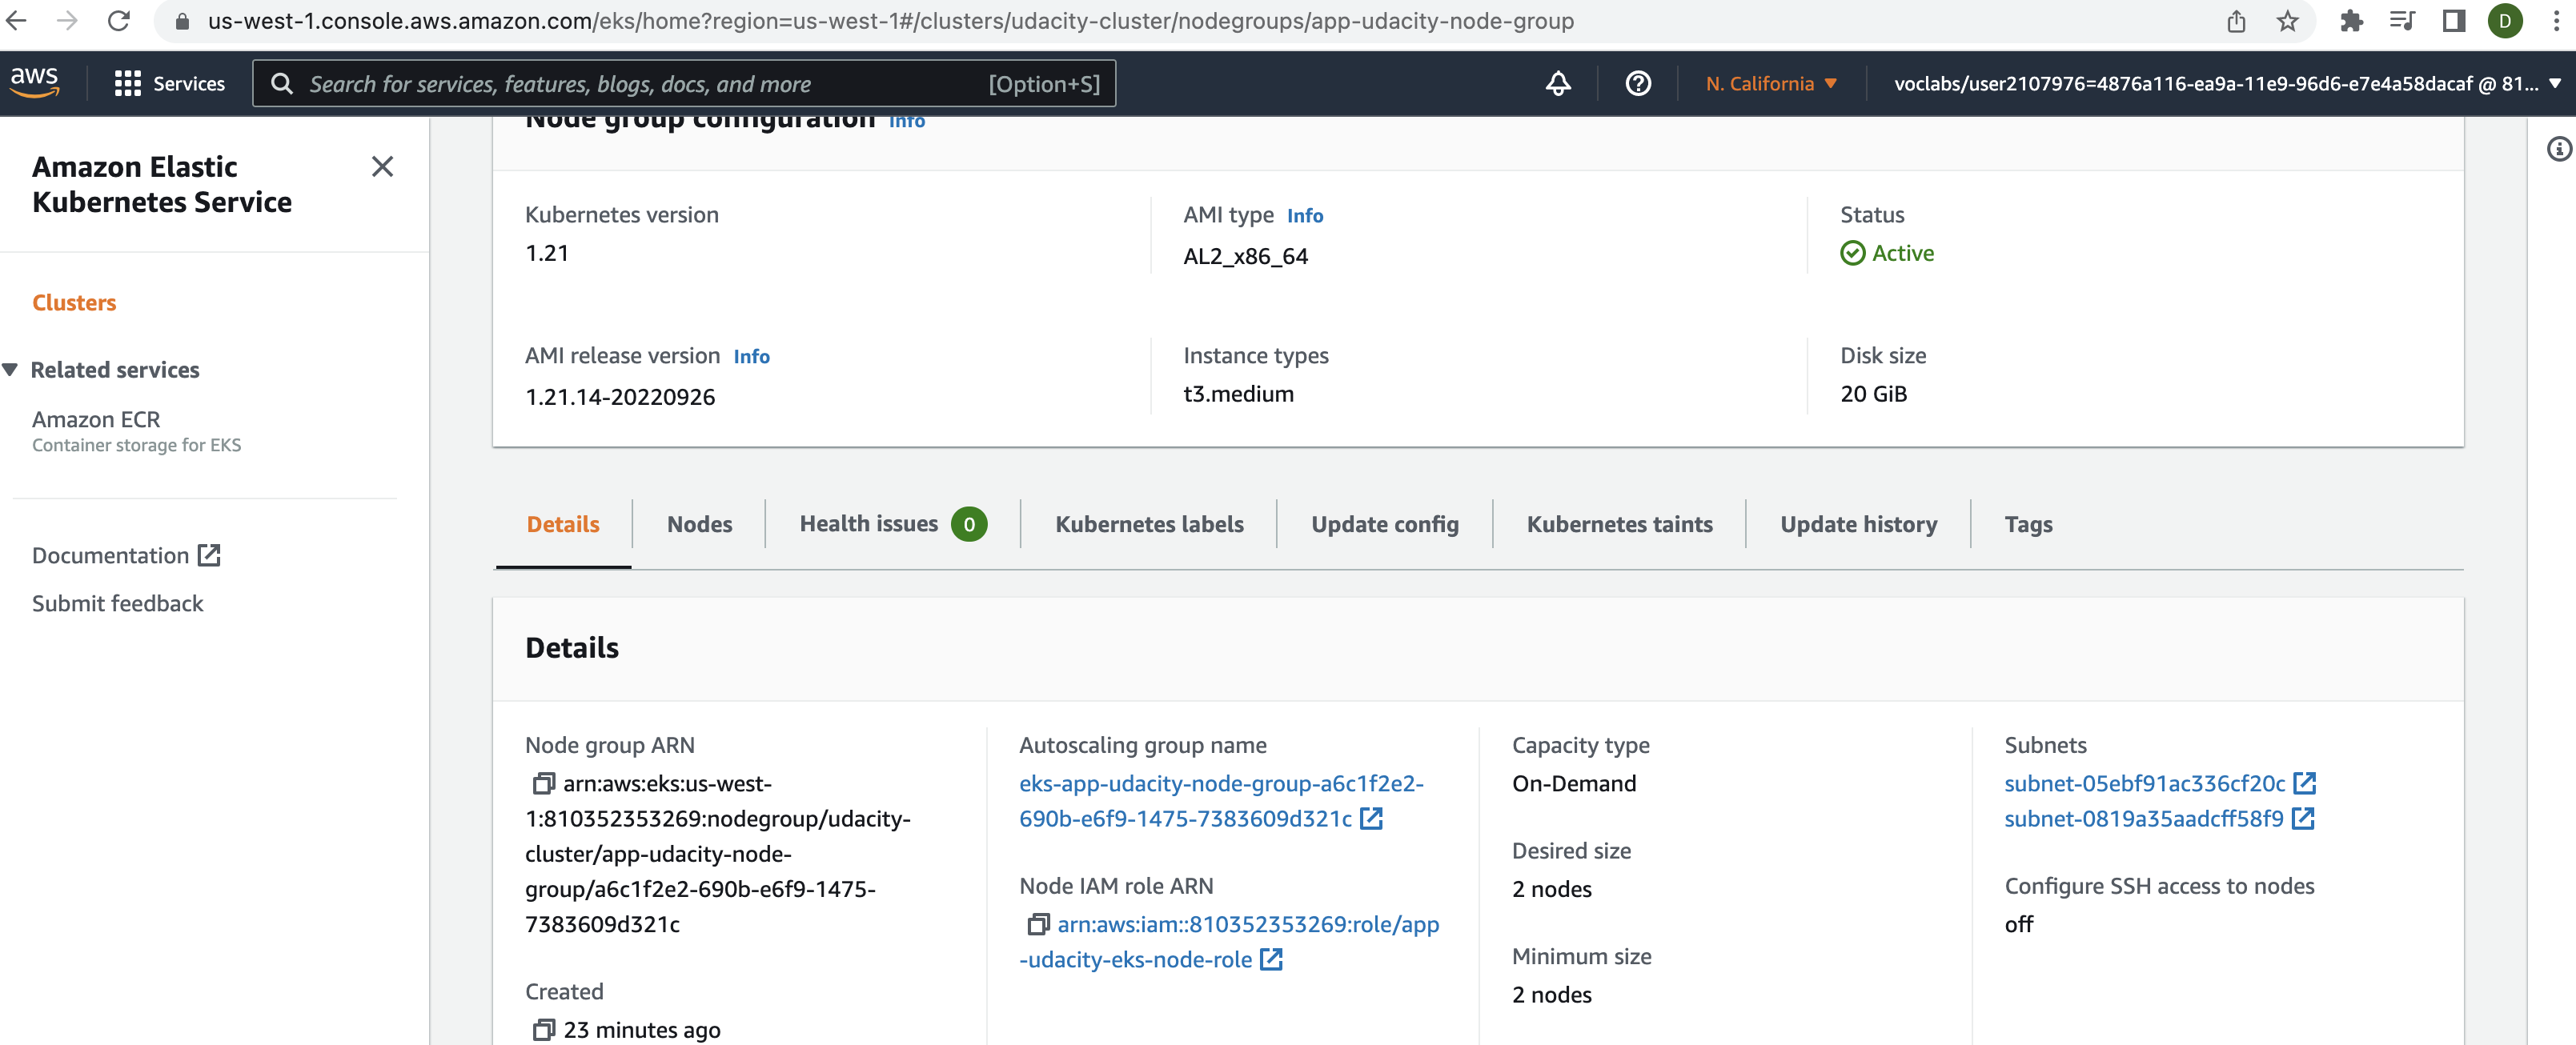 us-west-1.console.aws.amazon.com/eks/home?region=us-west-1#/clusters/udacity-cluster/nodegroups/app-udacity-node-group
D
aws
Services
Search for services, features, blogs, docs, and more
[Option+S]
N. California
voclabs/user2107976=4876a116-ea9a-11e9-96d6-e7e4a58dacaf @ 81...
Amazon Elastic
Kubernetes Service
Clusters
Related services
Amazon ECR
Container storage for EKS
Documentation
Submit feedback
Node group configuration Info
Kubernetes version
1.21
AMI type Info
AL2_x86_64
Status
Active
AMI release version Info
1.21.14-20220926
Instance types
t3.medium
Disk size
20 GiB
Details
Nodes
Health issues 0
Kubernetes labels
Update config
Kubernetes taints
Update history
Tags
Details
Node group ARN
arn:aws:eks:us-west-
1:810352353269:nodegroup/udacity-
cluster/app-udacity-node-
group/a6c1f2e2-690b-e6f9-1475-
7383609d321c
Created
23 minutes ago
Autoscaling group name
eks-app-udacity-node-group-a6c1f2e2-
690b-e6f9-1475-7383609d321c
Node IAM role ARN
arn:aws:iam::810352353269:role/app
-udacity-eks-node-role
Capacity type
On-Demand
Desired size
2 nodes
Minimum size
2 nodes
Subnets
subnet-05ebf91ac336cf20c
subnet-0819a35aadcff58f9
Configure SSH access to nodes
off